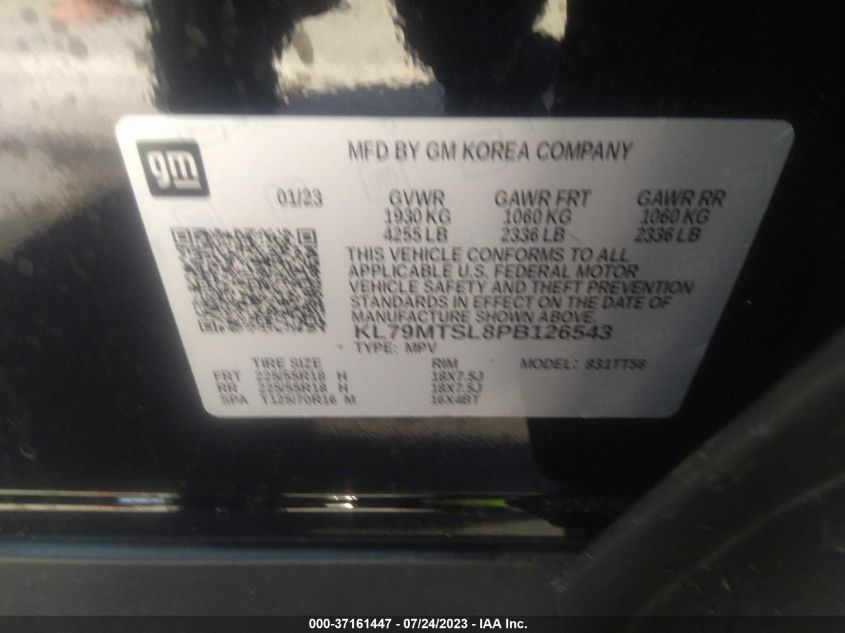 gm
MFD BY GM KOREA COMPANY
01/23 GVWR GAWR FRT GAWR RR
1930 KG 1060 KG 1060 KG
4255 LB 2336 LB 2336 LB
THIS VEHICLE CONFORMS TO ALL
APPLICABLE U.S. FEDERAL MOTOR
VEHICLE SAFETY AND THEFT PREVENTION
STANDARDS IN EFFECT ON THE DATE OF
MANUFACTURE SHOWN ABOVE.
KL79MTSL8PB126543
TYPE: MPV MODEL: 831TT56
TIRE SIZE RIM
FRT 225/55R18 H 18X7.5J
RR 225/55R18 H 18X7.5J
SPA T125/70R16 M 16X4BT
000-37161447 / 07/24/2023 - IAA Inc.